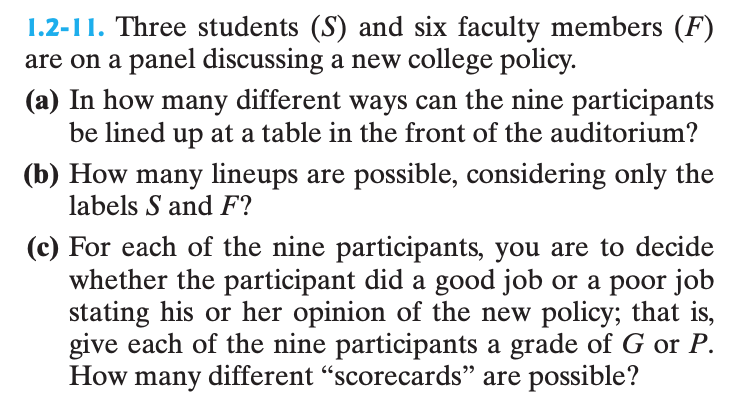 1.2-11. Three students (S) and six faculty members (F)
are on a panel discussing a new college policy.
(a) In how many different ways can the nine participants
be lined up at a table in the front of the auditorium?
(b) How many lineups are possible, considering only the
labels S and F?
(c) For each of the nine participants, you are to decide
whether the participant did a good job or a poor job
stating his or her opinion of the new policy; that is,
give each of the nine participants a grade of G or P.
How many different “scorecards” are possible?